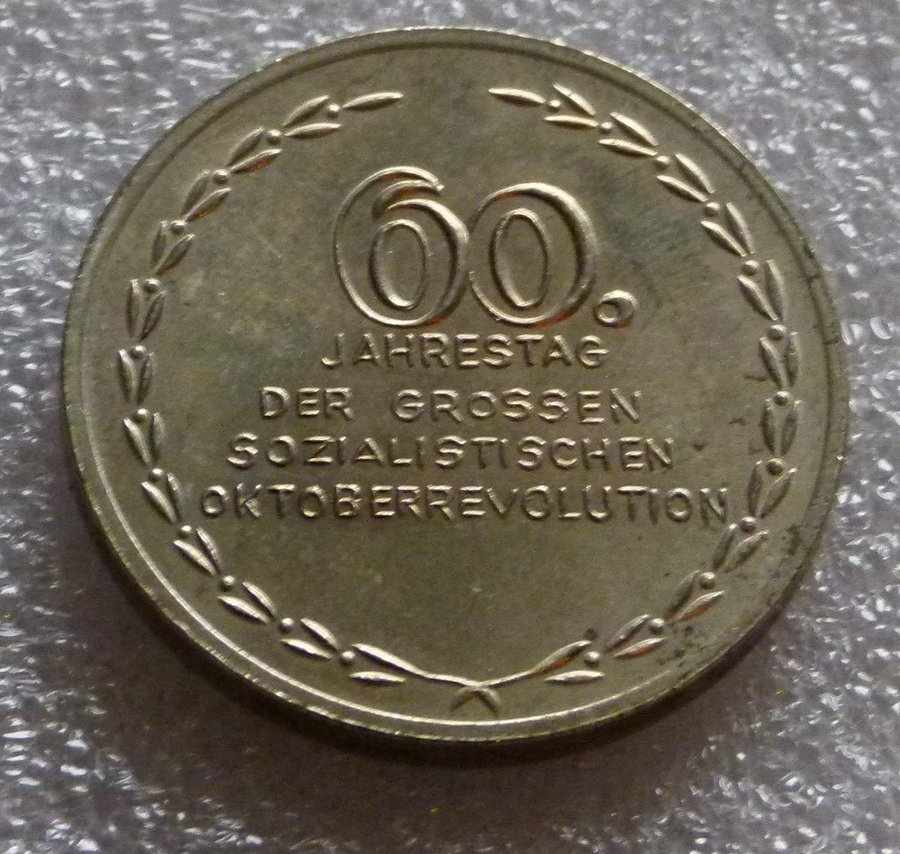 60.
JAHRESTAG
DER GROSSEN
SOZIALISTISCHEN
OKTOBERREVOLUTION